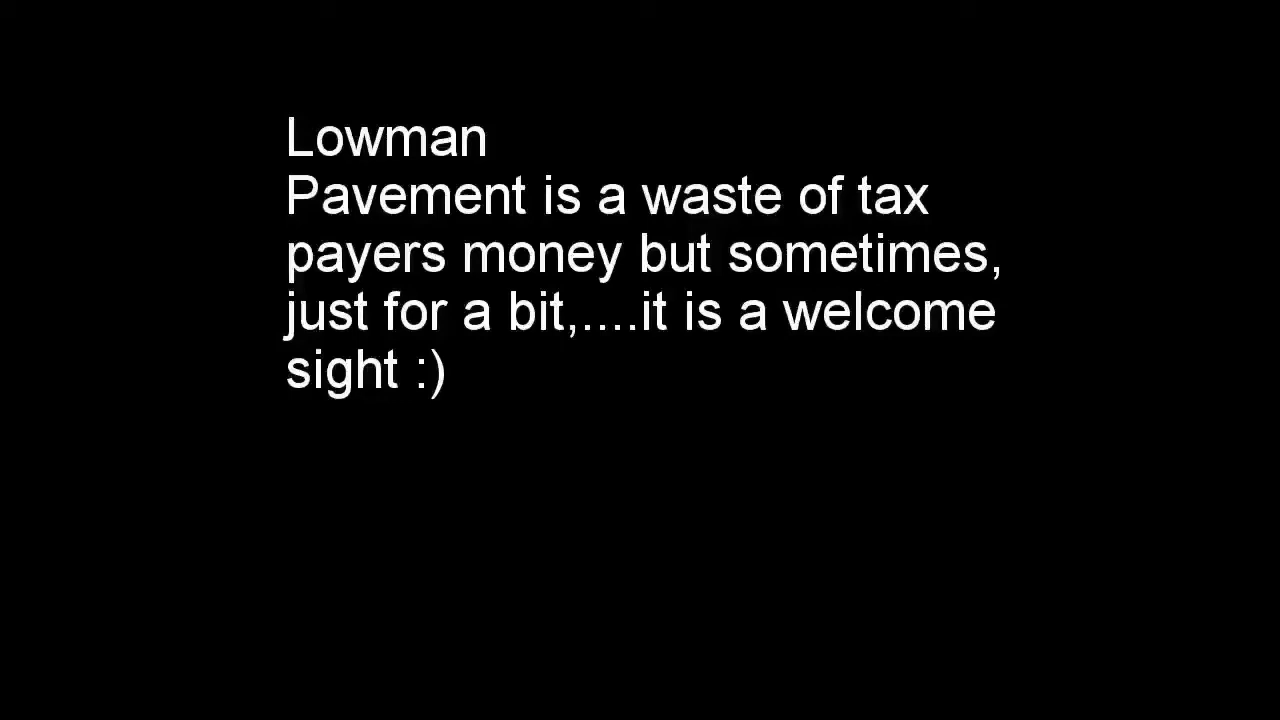 Lowman
Pavement is a waste of tax
payers money but sometimes,
just for a bit,....it is a welcome
sight :)